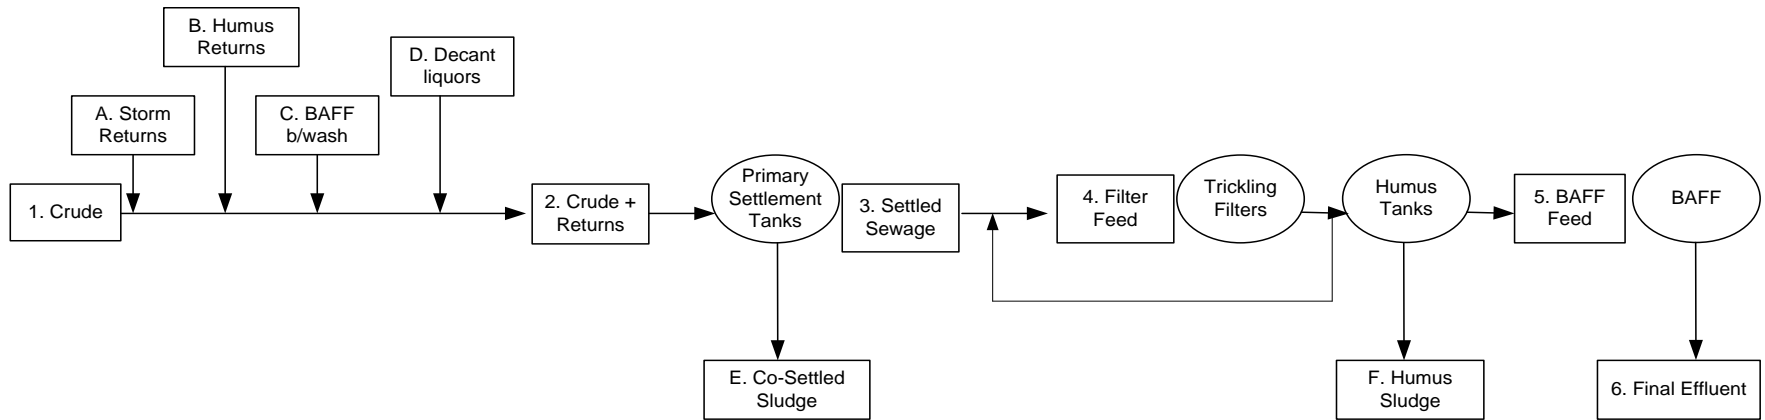 B. Humus
Returns
D. Decant
liquors
A. Storm
Returns
C. BAFF
b/wash
1. Crude
2. Crude +
Returns
Primary
Settlement
Tanks
3. Settled
Sewage
4. Filter
Feed
Trickling
Filters
Humus
Tanks
5. BAFF
Feed
BAFF
E. Co-Settled
Sludge
F. Humus
Sludge
6. Final Effluent